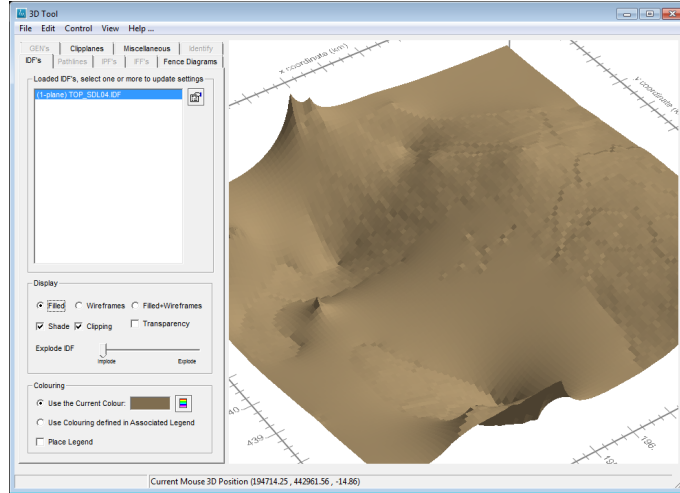 3D Tool
File Edit Control View Help ...
GEN's Clipplanes Miscellaneous Identify
IDF's Pathlines IPF's IFF's Fence Diagrams
Loaded IDF's, select one or more to update settings
(1-plane) TOP_SDL04.IDF
Display
Filled Wireframes Filled+Wireframes
Shade Clipping Transparency
Explode IDF
Implode Explode
Colouring
Use the Current Colour:
Use Colouring defined in Associated Legend
Place Legend
x coordinate (km)
y coordinate
439
196
Current Mouse 3D Position (194714.25 , 442961.56 , -14.86)